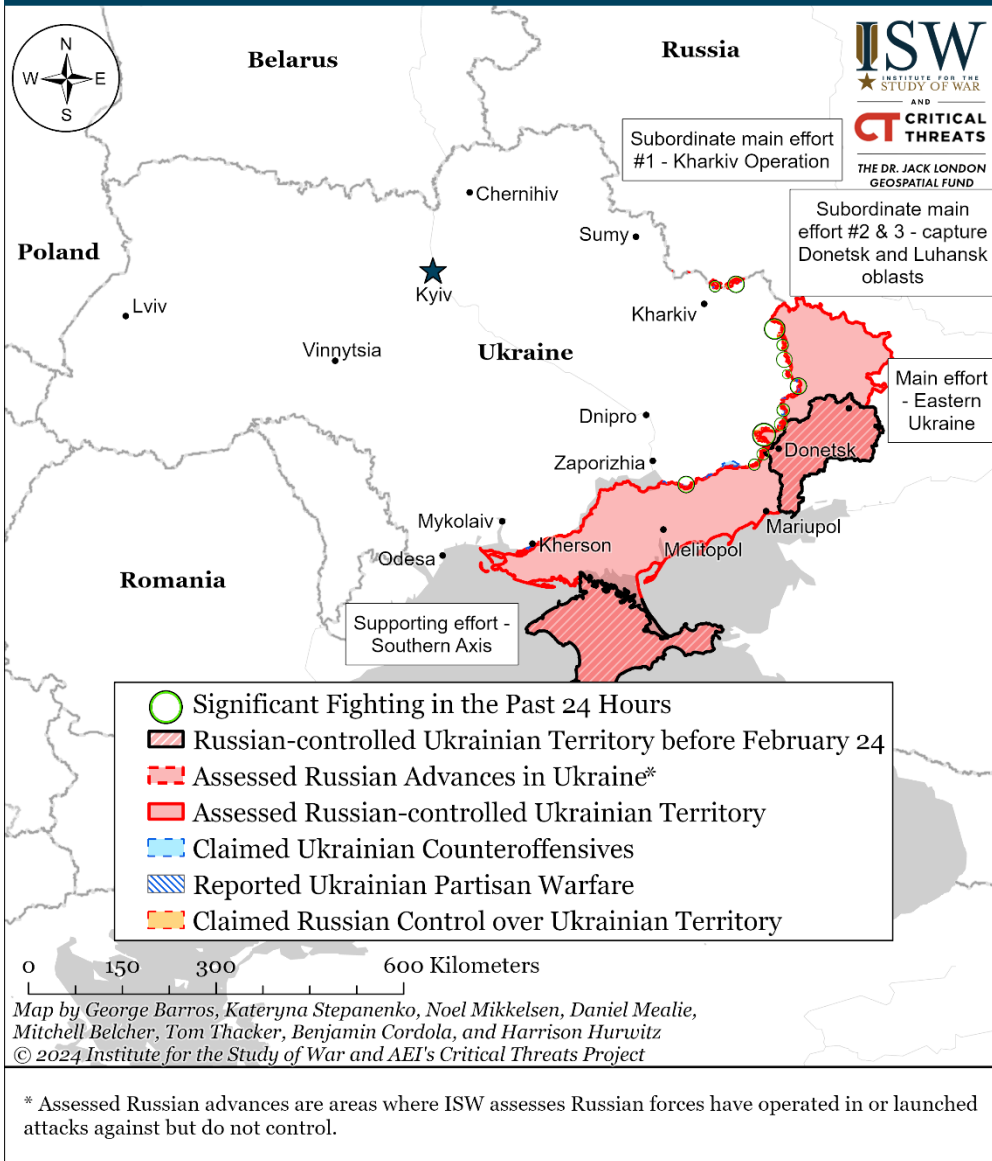 N
W
E
S
Belarus
Russia
ISW
INSTITUTE FOR THE
STUDY OF WAR
AND
CT CRITICAL
THREATS
THE DR. JACK LONDON
GEOSPATIAL FUND
Subordinate main effort
#1 - Kharkiv Operation
Subordinate main
effort #2 & 3 - capture
Donetsk and Luhansk
oblasts
Chernihiv
Sumy
Poland
Kyiv
Lviv
Kharkiv
Vinnytsia
Ukraine
Main effort
- Eastern
Ukraine
Dnipro
Donetsk
Zaporizhia
Mykolaiv
Mariupol
Kherson
Melitopol
Odesa
Romania
Supporting effort -
Southern Axis
Significant Fighting in the Past 24 Hours
Russian-controlled Ukrainian Territory before February 24
Assessed Russian Advances in Ukraine*
Assessed Russian-controlled Ukrainian Territory
Claimed Ukrainian Counteroffensives
Reported Ukrainian Partisan Warfare
Claimed Russian Control over Ukrainian Territory
0 150 300 600 Kilometers
Map by George Barros, Kateryna Stepanenko, Noel Mikkelsen, Daniel Mealie,
Mitchell Belcher, Tom Thacker, Benjamin Cordola, and Harrison Hurwitz
© 2024 Institute for the Study of War and AEI's Critical Threats Project
* Assessed Russian advances are areas where ISW assesses Russian forces have operated in or launched
attacks against but do not control.